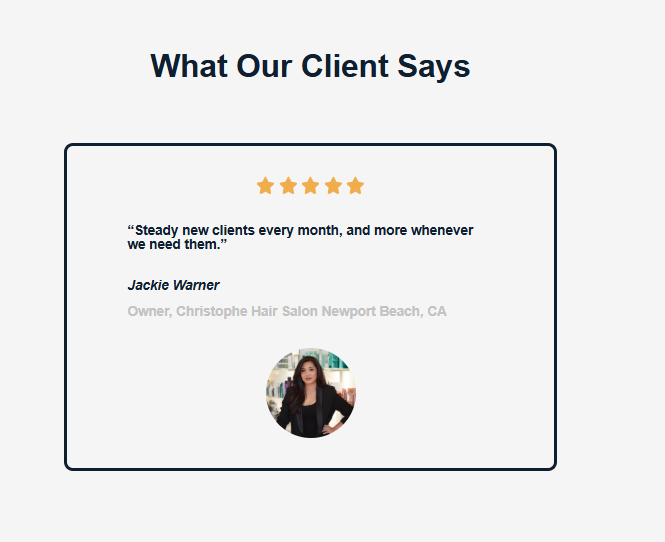 What Our Client Says
“Steady new clients every month, and more whenever
we need them.”
Jackie Warner
Owner, Christophe Hair Salon Newport Beach, CA